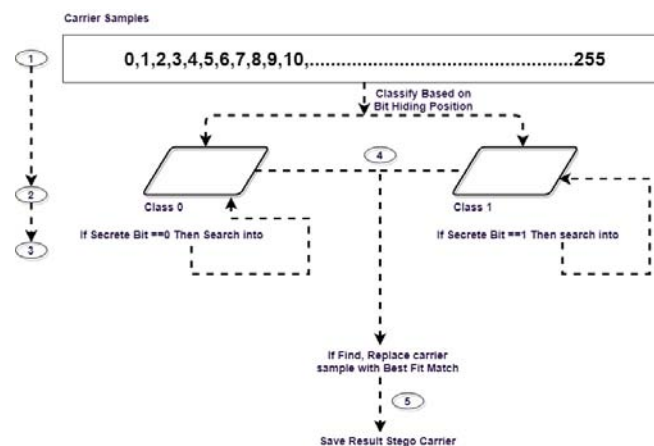 Carrier Samples
1
0,1,2,3,4,5,6,7,8,9,10,............................................................255
Classify Based on
Bit Hiding Position
4
2
Class 0
Class 1
3
If Secrete Bit ==0 Then Search into
If Secrete Bit ==1 Then search into
If Find, Replace carrier
sample with Best Fit Match
5
Save Result Stego Carrier